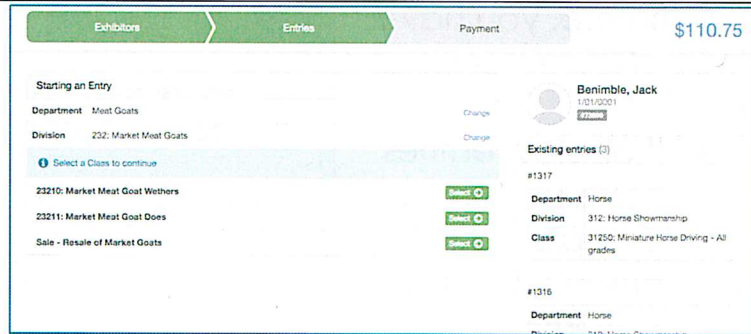 Exhibitors
Entries
Payment
$110.75
Starting an Entry
Department Meat Goats Change
Division 232: Market Meat Goats Change
Select a Class to continue
23210: Market Meat Goat Wethers Select
23211: Market Meat Goat Does Select
Sale - Resale of Market Goats Select
Benimble, Jack
1/01/0001
Existing entries (3)
#1317
Department Horse
Division 312: Horse Showmanship
Class 31250: Miniature Horse Driving - All
grades
#1316
Department Horse